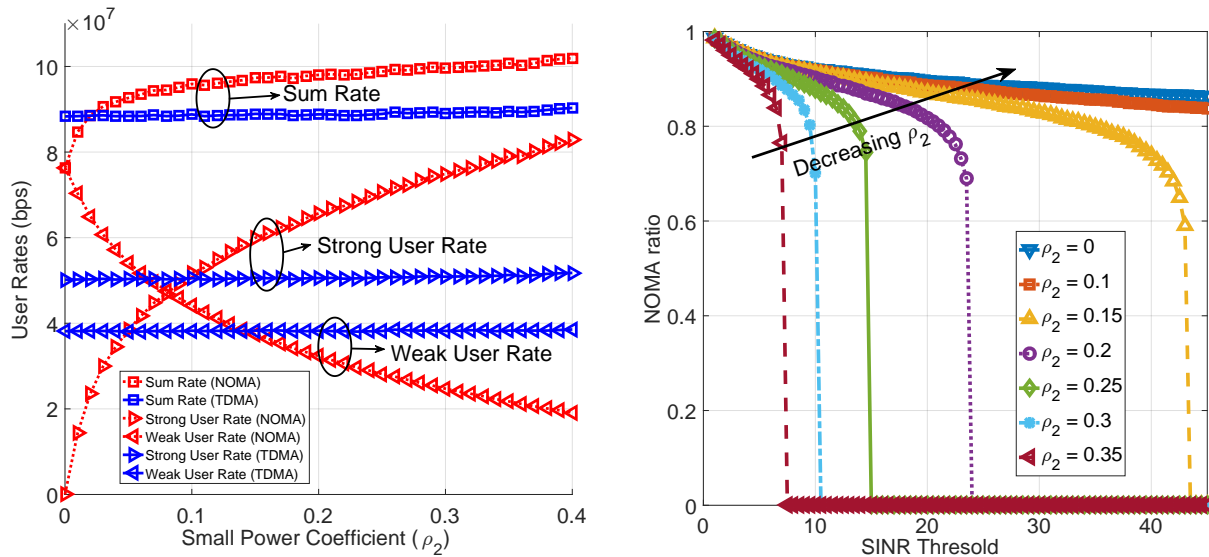 ×10⁷
10
8
6
4
2
0
User Rates (bps)
Sum Rate
Strong User Rate
Weak User Rate
Sum Rate (NOMA)
Sum Rate (TDMA)
Strong User Rate (NOMA)
Weak User Rate (NOMA)
Strong User Rate (TDMA)
Weak User Rate (TDMA)
0 0.1 0.2 0.3 0.4
Small Power Coefficient (ρ₂)
1
0.8
0.6
0.4
0.2
0
NOMA ratio
Decreasing ρ₂
ρ₂ = 0
ρ₂ = 0.1
ρ₂ = 0.15
ρ₂ = 0.2
ρ₂ = 0.25
ρ₂ = 0.3
ρ₂ = 0.35
0 10 20 30 40
SINR Thresold